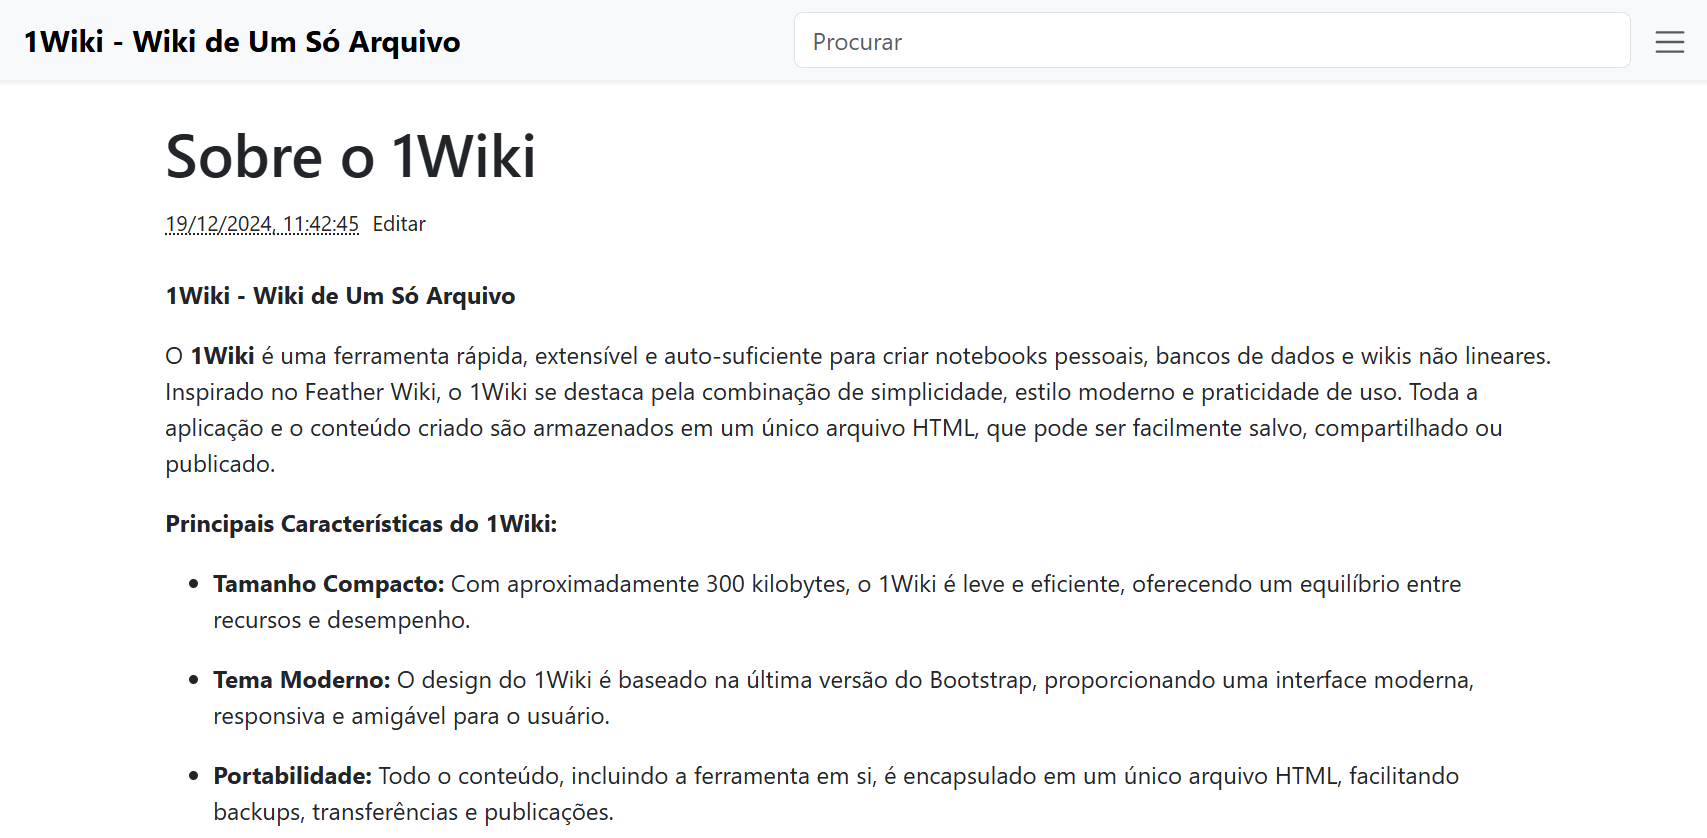 1Wiki - Wiki de Um Só Arquivo
Procurar
Sobre o 1Wiki
19/12/2024, 11:42:45 Editar
1Wiki - Wiki de Um Só Arquivo
O 1Wiki é uma ferramenta rápida, extensível e auto-suficiente para criar notebooks pessoais, bancos de dados e wikis não lineares.
Inspirado no Feather Wiki, o 1Wiki se destaca pela combinação de simplicidade, estilo moderno e praticidade de uso. Toda a
aplicação e o conteúdo criado são armazenados em um único arquivo HTML, que pode ser facilmente salvo, compartilhado ou
publicado.
Principais Características do 1Wiki:
• Tamanho Compacto: Com aproximadamente 300 kilobytes, o 1Wiki é leve e eficiente, oferecendo um equilíbrio entre
recursos e desempenho.
• Tema Moderno: O design do 1Wiki é baseado na última versão do Bootstrap, proporcionando uma interface moderna,
responsiva e amigável para o usuário.
• Portabilidade: Todo o conteúdo, incluindo a ferramenta em si, é encapsulado em um único arquivo HTML, facilitando
backups, transferências e publicações.